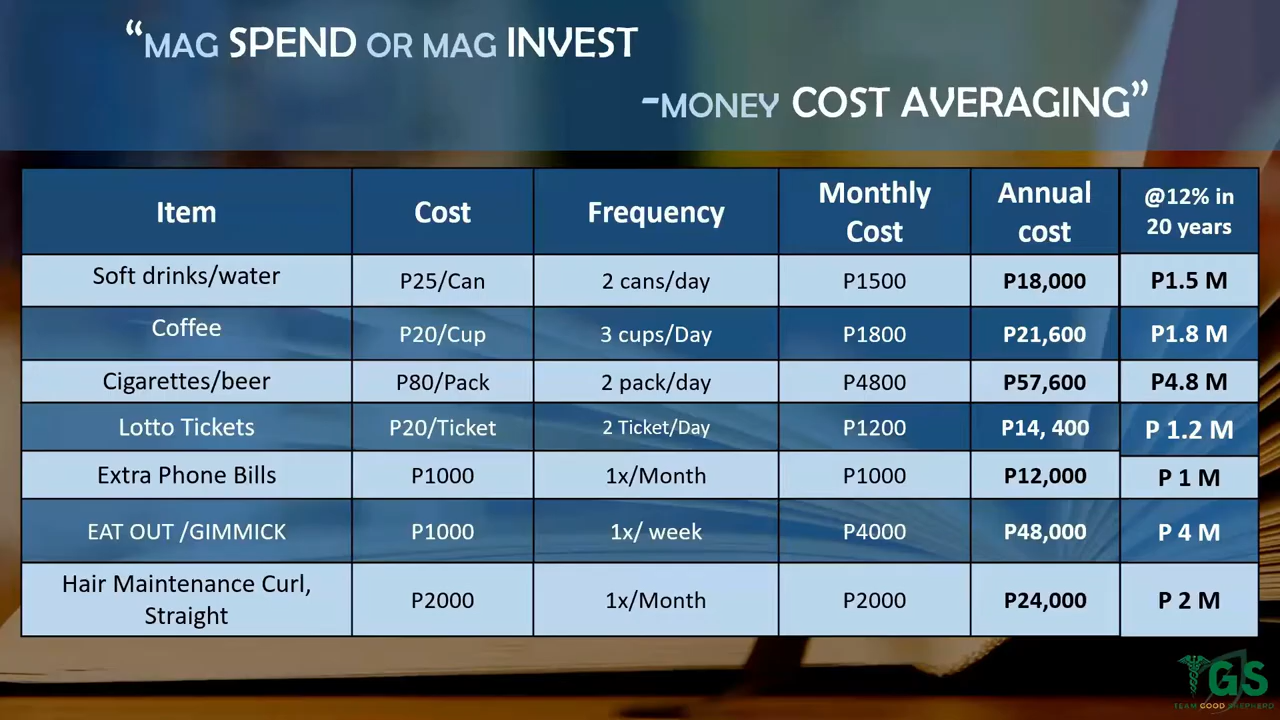 “MAG SPEND OR MAG INVEST
-MONEY COST AVERAGING”
Item Cost Frequency Monthly Cost Annual cost @12% in 20 years
Soft drinks/water P25/Can 2 cans/day P1500 P18,000 P1.5 M
Coffee P20/Cup 3 cups/Day P1800 P21,600 P1.8 M
Cigarettes/beer P80/Pack 2 pack/day P4800 P57,600 P4.8 M
Lotto Tickets P20/Ticket 2 Ticket/Day P1200 P14, 400 P 1.2 M
Extra Phone Bills P1000 1x/Month P1000 P12,000 P 1 M
EAT OUT /GIMMICK P1000 1x/ week P4000 P48,000 P 4 M
Hair Maintenance Curl, Straight P2000 1x/Month P2000 P24,000 P 2 M
TGS
TEAM GOOD SHEPHERD